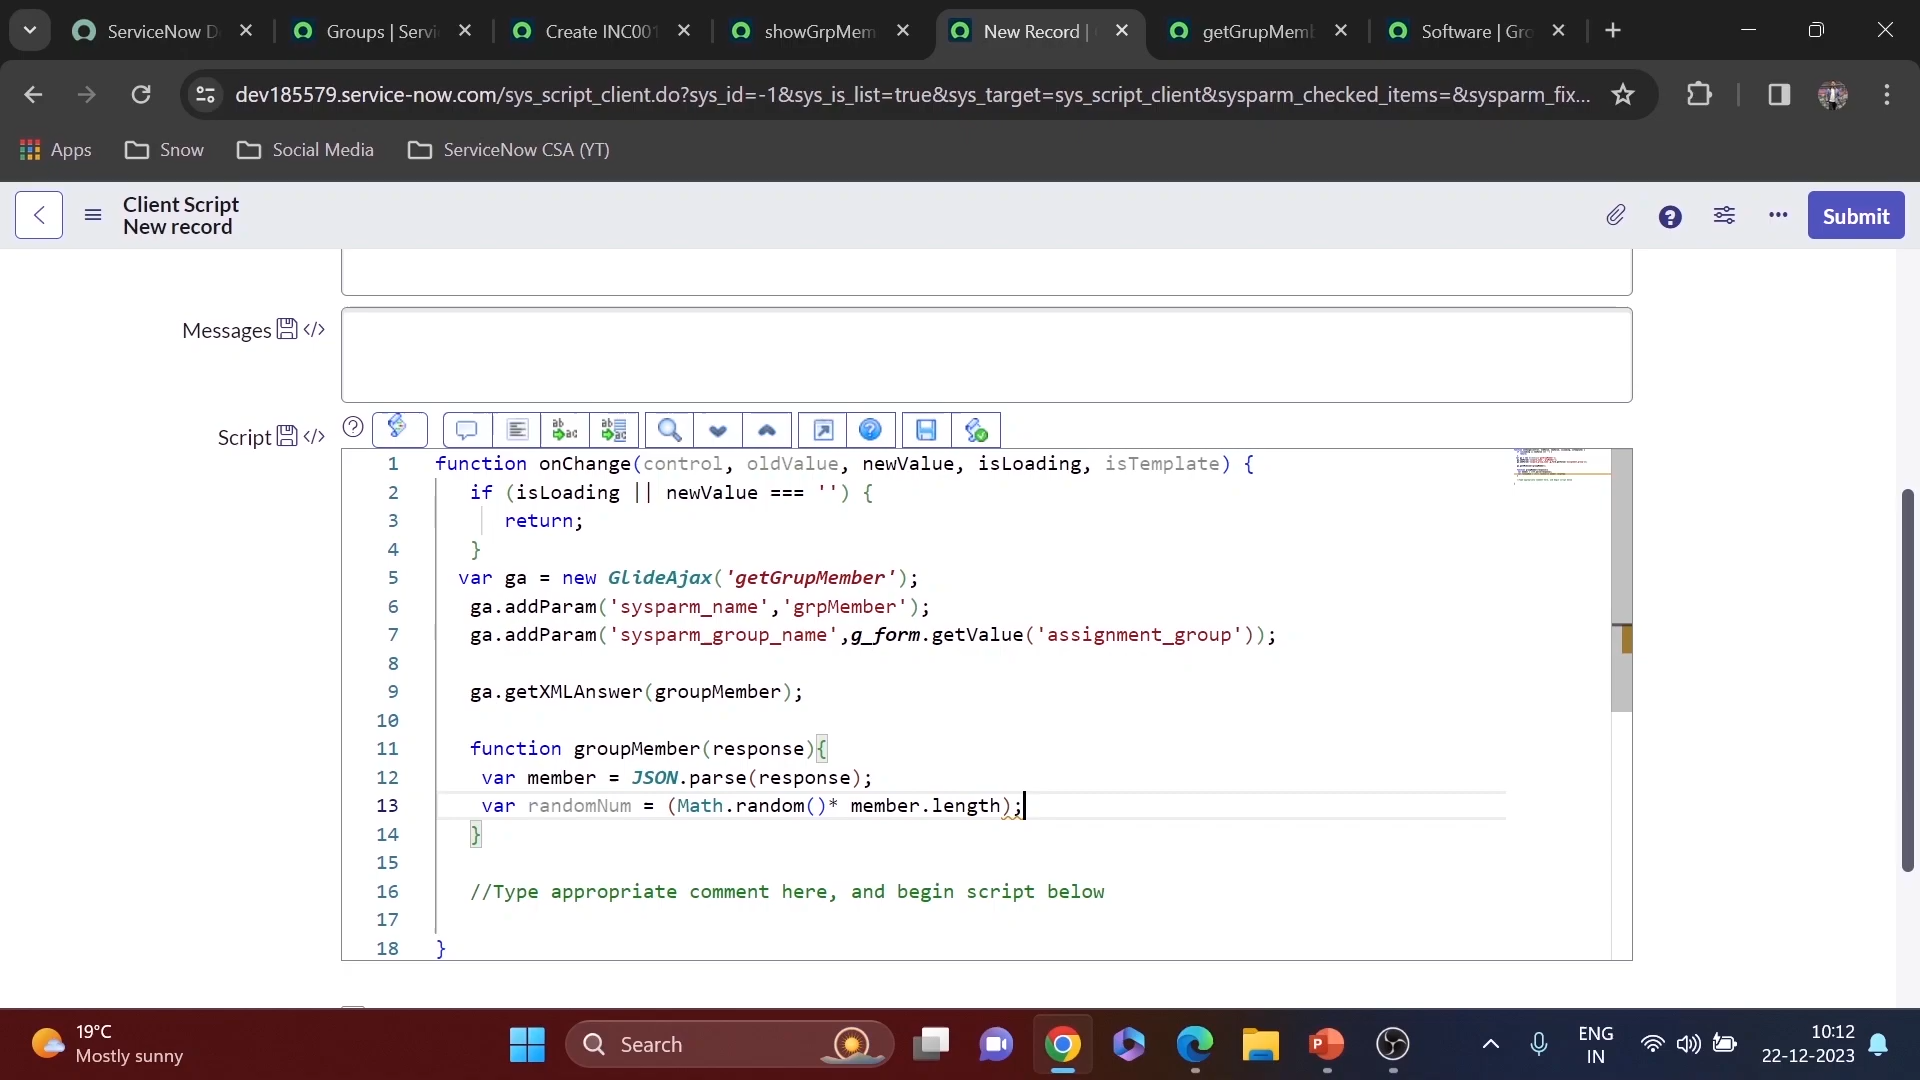 ServiceNow D
Groups | Servi
Create INC001
showGrpMem
New Record |
getGrupMemb
Software | Gro
dev185579.service-now.com/sys_script_client.do?sys_id=-1&sys_is_list=true&sys_target=sys_script_client&sysparm_checked_items=&sysparm_fix...
Apps
Snow
Social Media
ServiceNow CSA (YT)
Client Script
New record
Submit
Messages
Script
1 function onChange(control, oldValue, newValue, isLoading, isTemplate) {
2 if (isLoading || newValue === '') {
3 return;
4 }
5 var ga = new GlideAjax('getGrupMember');
6 ga.addParam('sysparm_name','grpMember');
7 ga.addParam('sysparm_group_name',g_form.getValue('assignment_group'));
8
9 ga.getXMLAnswer(groupMember);
10
11 function groupMember(response){
12 var member = JSON.parse(response);
13 var randomNum = (Math.random()* member.length);
14 }
15
16 //Type appropriate comment here, and begin script below
17
18 }
19°C
Mostly sunny
Search
ENG
IN
10:12
22-12-2023